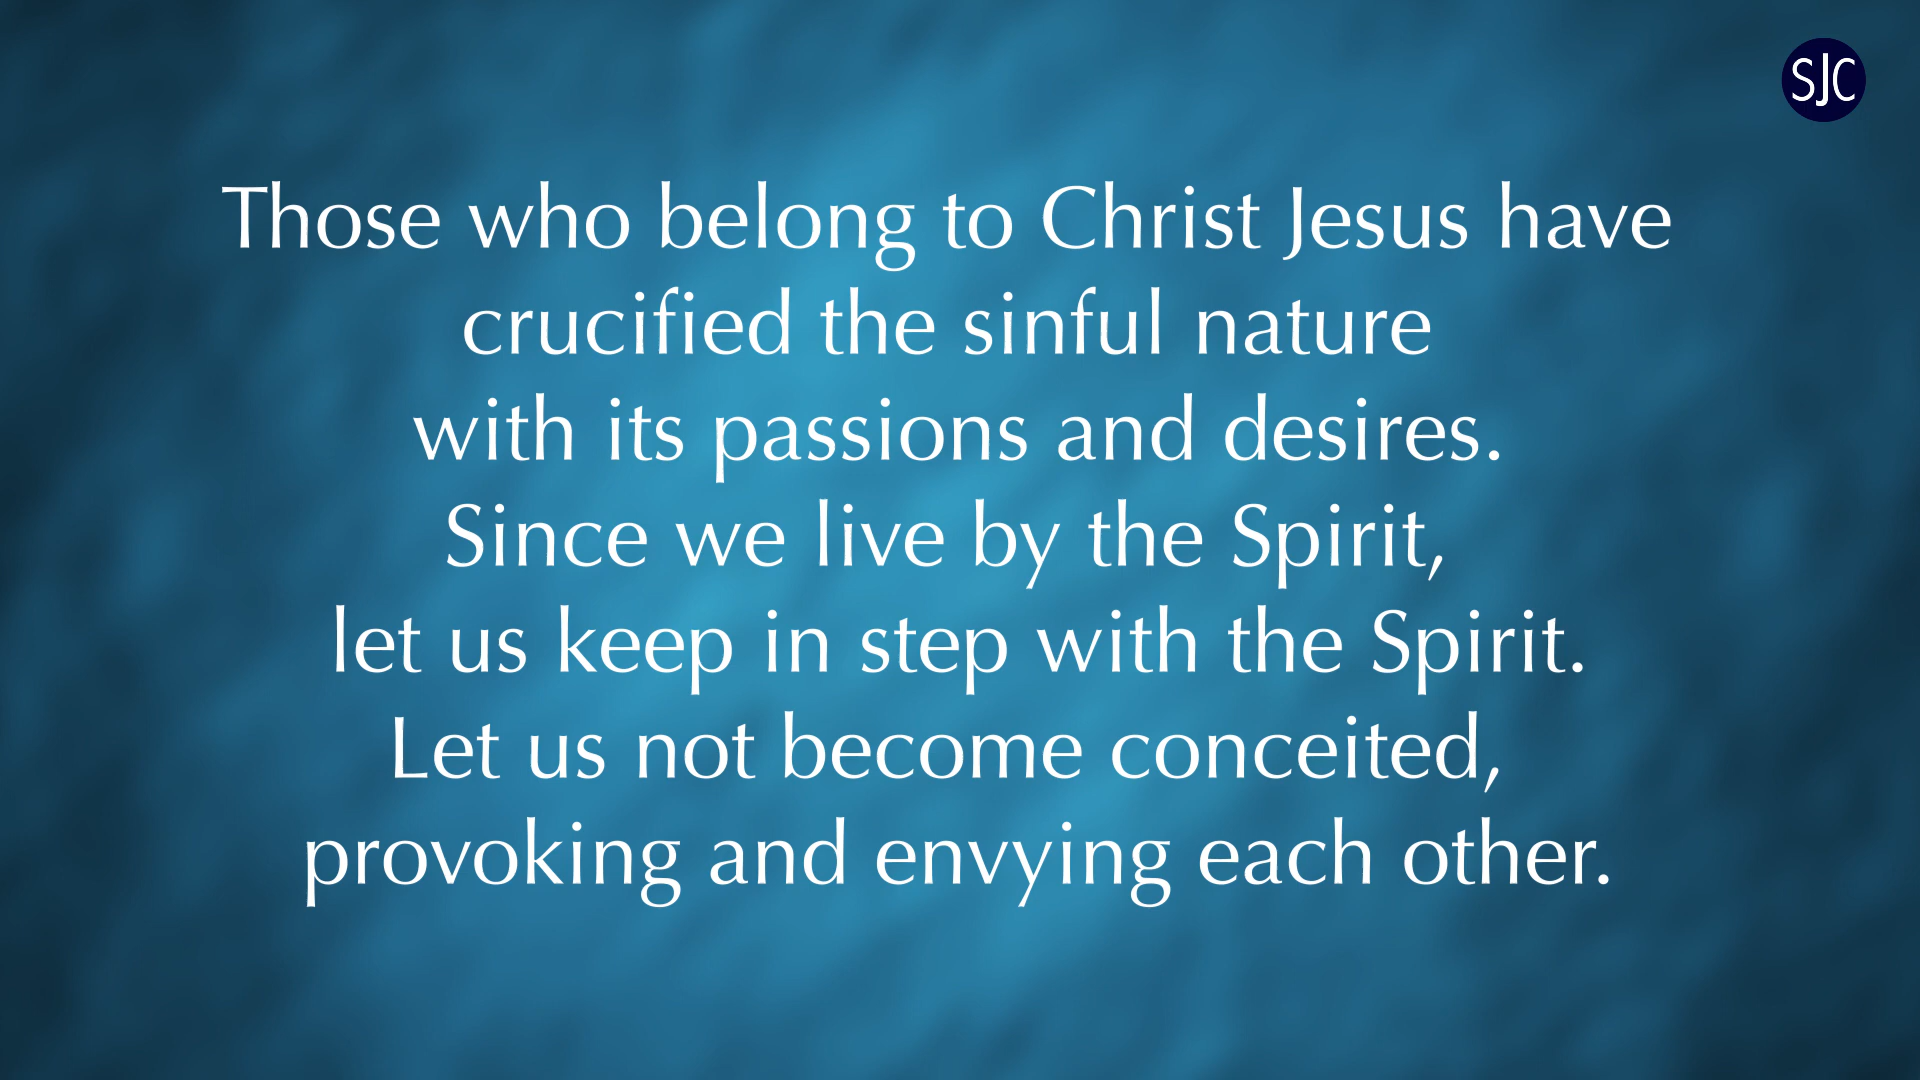 SJC
Those who belong to Christ Jesus have
crucified the sinful nature
with its passions and desires.
Since we live by the Spirit,
let us keep in step with the Spirit.
Let us not become conceited,
provoking and envying each other.